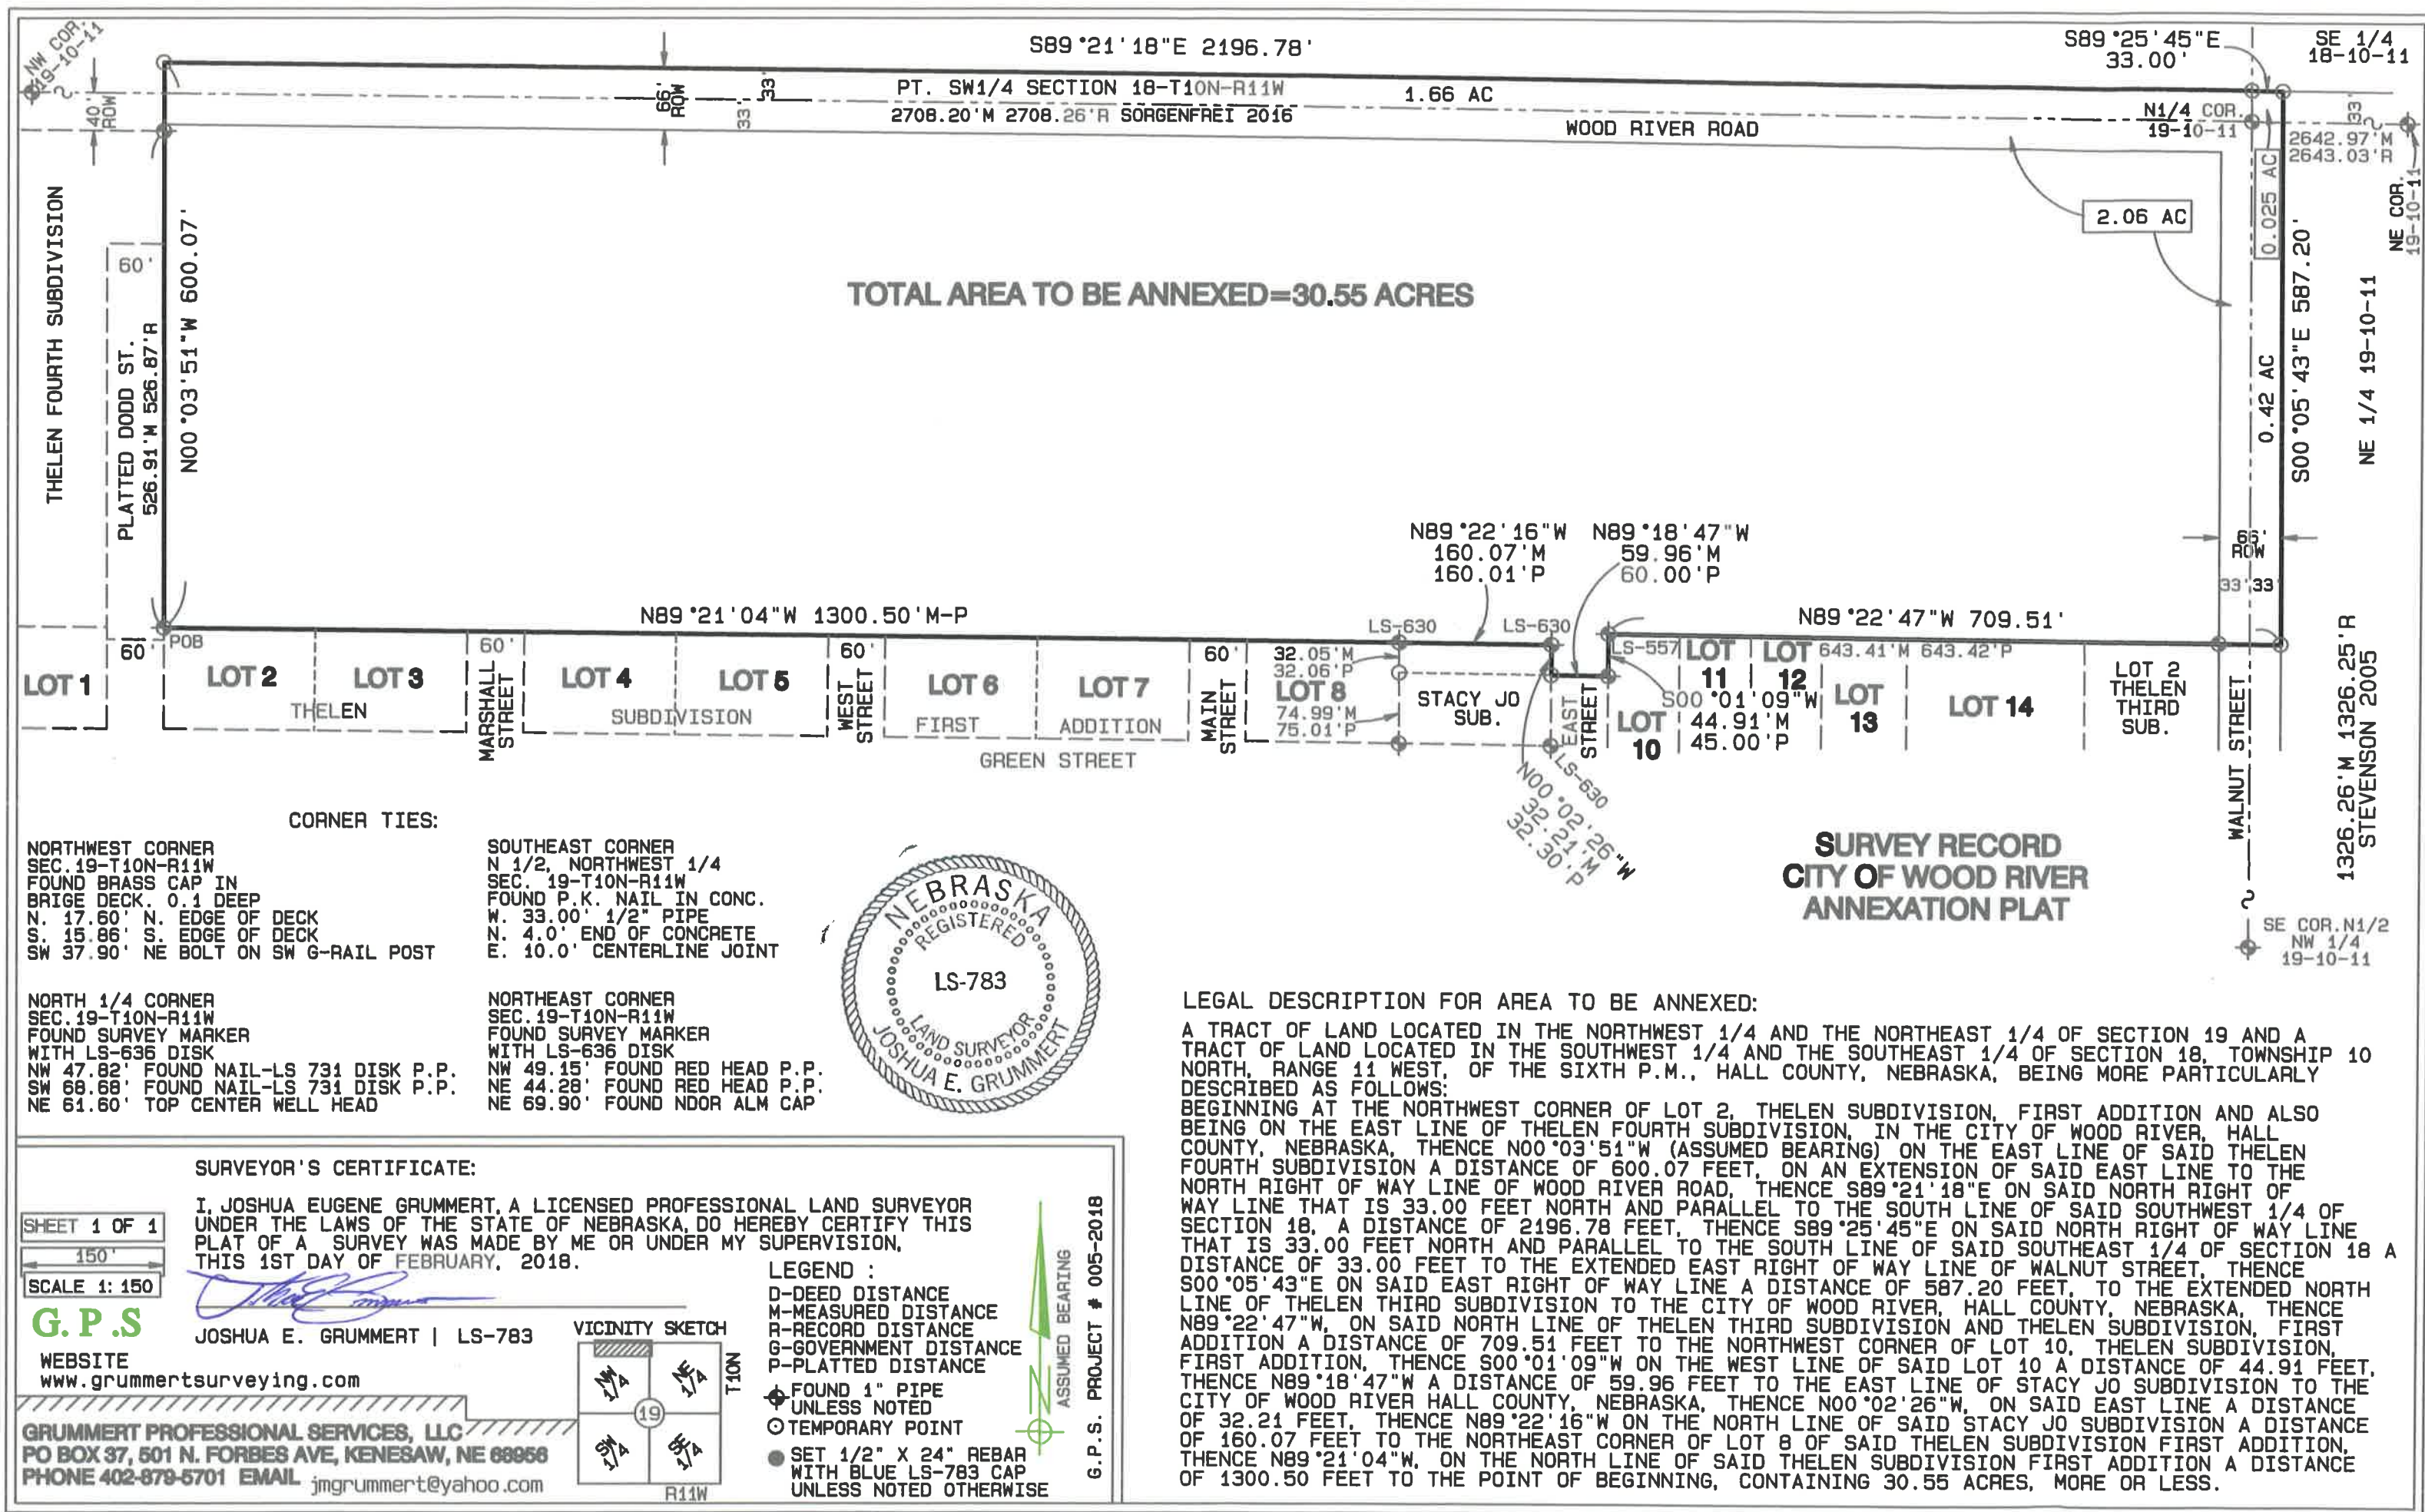 NW COR.
19-10-11
S89°21'18"E 2196.78'
S89°25'45"E
33.00'
SE 1/4
18-10-11
40'
ROW
66'
ROW
33'
33'
PT. SW1/4 SECTION 18-T10N-R11W
1.66 AC
2708.20'M 2708.26'R SORGENFREI 2016
WOOD RIVER ROAD
N1/4 COR.
19-10-11
33'
2642.97'M
2643.03'R
NE COR.
19-10-11
THELEN FOURTH SUBDIVISION
60'
PLATTED DODD ST.
526.91'M 526.87'R
N00°03'51"W 600.07'
TOTAL AREA TO BE ANNEXED=30.55 ACRES
2.06 AC
0.025 AC
0.42 AC
S00°05'43"E 587.20'
NE 1/4 19-10-11
66'
ROW
33' 33'
N89°22'16"W
160.07'M
160.01'P
N89°18'47"W
59.96'M
60.00'P
N89°21'04"W 1300.50'M-P
LS-630
LS-630
N89°22'47"W 709.51'
POB
60'
60'
60'
60'
32.05'M
32.06'P
LS-557
643.41'M 643.42'P
LOT 1
LOT 2
LOT 3
MARSHALL
STREET
LOT 4
LOT 5
WEST
STREET
LOT 6
LOT 7
MAIN
STREET
LOT 8
74.99'M
75.01'P
STACY JO
SUB.
EAST
STREET
LOT
10
LOT
11
LOT
12
S00°01'09"W
44.91'M
45.00'P
LOT
13
LOT 14
LOT 2
THELEN
THIRD
SUB.
WALNUT STREET
THELEN
SUBDIVISION
FIRST
ADDITION
GREEN STREET
LS-630
N00°02'26"W
32.21'M
32.30'P
1326.26'M 1326.25'R
STEVENSON 2005
SE COR.N1/2
NW 1/4
19-10-11
SURVEY RECORD
CITY OF WOOD RIVER
ANNEXATION PLAT
CORNER TIES:
NORTHWEST CORNER
SEC.19-T10N-R11W
FOUND BRASS CAP IN
BRIGE DECK. 0.1 DEEP
N. 17.60' N. EDGE OF DECK
S. 15.86' S. EDGE OF DECK
SW 37.90' NE BOLT ON SW G-RAIL POST
SOUTHEAST CORNER
N 1/2, NORTHWEST 1/4
SEC. 19-T10N-R11W
FOUND P.K. NAIL IN CONC.
W. 33.00' 1/2" PIPE
N. 4.0' END OF CONCRETE
E. 10.0' CENTERLINE JOINT
NORTH 1/4 CORNER
SEC.19-T10N-R11W
FOUND SURVEY MARKER
WITH LS-636 DISK
NW 47.82' FOUND NAIL-LS 731 DISK P.P.
SW 68.68' FOUND NAIL-LS 731 DISK P.P.
NE 61.60' TOP CENTER WELL HEAD
NORTHEAST CORNER
SEC.19-T10N-R11W
FOUND SURVEY MARKER
WITH LS-636 DISK
NW 49.15' FOUND RED HEAD P.P.
NE 44.28' FOUND RED HEAD P.P.
NE 69.90' FOUND NDOR ALM CAP
NEBRASKA
REGISTERED
LS-783
LAND SURVEYOR
JOSHUA E. GRUMMERT
LEGAL DESCRIPTION FOR AREA TO BE ANNEXED:
A TRACT OF LAND LOCATED IN THE NORTHWEST 1/4 AND THE NORTHEAST 1/4 OF SECTION 19 AND A
TRACT OF LAND LOCATED IN THE SOUTHWEST 1/4 AND THE SOUTHEAST 1/4 OF SECTION 18, TOWNSHIP 10
NORTH, RANGE 11 WEST, OF THE SIXTH P.M., HALL COUNTY, NEBRASKA, BEING MORE PARTICULARLY
DESCRIBED AS FOLLOWS:
BEGINNING AT THE NORTHWEST CORNER OF LOT 2, THELEN SUBDIVISION, FIRST ADDITION AND ALSO
BEING ON THE EAST LINE OF THELEN FOURTH SUBDIVISION, IN THE CITY OF WOOD RIVER, HALL
COUNTY, NEBRASKA, THENCE N00°03'51"W (ASSUMED BEARING) ON THE EAST LINE OF SAID THELEN
FOURTH SUBDIVISION A DISTANCE OF 600.07 FEET, ON AN EXTENSION OF SAID EAST LINE TO THE
NORTH RIGHT OF WAY LINE OF WOOD RIVER ROAD, THENCE S89°21'18"E ON SAID NORTH RIGHT OF
WAY LINE THAT IS 33.00 FEET NORTH AND PARALLEL TO THE SOUTH LINE OF SAID SOUTHWEST 1/4 OF
SECTION 18, A DISTANCE OF 2196.78 FEET, THENCE S89°25'45"E ON SAID NORTH RIGHT OF WAY LINE
THAT IS 33.00 FEET NORTH AND PARALLEL TO THE SOUTH LINE OF SAID SOUTHEAST 1/4 OF SECTION 18 A
DISTANCE OF 33.00 FEET TO THE EXTENDED EAST RIGHT OF WAY LINE OF WALNUT STREET, THENCE
S00°05'43"E ON SAID EAST RIGHT OF WAY LINE A DISTANCE OF 587.20 FEET, TO THE EXTENDED NORTH
LINE OF THELEN THIRD SUBDIVISION TO THE CITY OF WOOD RIVER, HALL COUNTY, NEBRASKA, THENCE
N89°22'47"W, ON SAID NORTH LINE OF THELEN THIRD SUBDIVISION AND THELEN SUBDIVISION, FIRST
ADDITION A DISTANCE OF 709.51 FEET TO THE NORTHWEST CORNER OF LOT 10, THELEN SUBDIVISION,
FIRST ADDITION, THENCE S00°01'09"W ON THE WEST LINE OF SAID LOT 10 A DISTANCE OF 44.91 FEET,
THENCE N89°18'47"W A DISTANCE OF 59.96 FEET TO THE EAST LINE OF STACY JO SUBDIVISION TO THE
CITY OF WOOD RIVER HALL COUNTY, NEBRASKA, THENCE N00°02'26"W, ON SAID EAST LINE A DISTANCE
OF 32.21 FEET, THENCE N89°22'16"W ON THE NORTH LINE OF SAID STACY JO SUBDIVISION A DISTANCE
OF 160.07 FEET TO THE NORTHEAST CORNER OF LOT 8 OF SAID THELEN SUBDIVISION FIRST ADDITION,
THENCE N89°21'04"W, ON THE NORTH LINE OF SAID THELEN SUBDIVISION FIRST ADDITION A DISTANCE
OF 1300.50 FEET TO THE POINT OF BEGINNING, CONTAINING 30.55 ACRES, MORE OR LESS.
SURVEYOR'S CERTIFICATE:
I, JOSHUA EUGENE GRUMMERT, A LICENSED PROFESSIONAL LAND SURVEYOR
UNDER THE LAWS OF THE STATE OF NEBRASKA, DO HEREBY CERTIFY THIS
PLAT OF A SURVEY WAS MADE BY ME OR UNDER MY SUPERVISION,
THIS 1ST DAY OF FEBRUARY, 2018.
SHEET 1 OF 1
150'
SCALE 1: 150
G.P.S
JOSHUA E. GRUMMERT | LS-783
WEBSITE
www.grummertsurveying.com
GRUMMERT PROFESSIONAL SERVICES, LLC
PO BOX 37, 501 N. FORBES AVE, KENESAW, NE 68956
PHONE 402-879-5701 EMAIL jmgrummert@yahoo.com
VICINITY SKETCH
NW 1/4
NE 1/4
19
SW 1/4
SE 1/4
T10N
R11W
LEGEND :
D-DEED DISTANCE
M-MEASURED DISTANCE
R-RECORD DISTANCE
G-GOVERNMENT DISTANCE
P-PLATTED DISTANCE
FOUND 1" PIPE
UNLESS NOTED
TEMPORARY POINT
SET 1/2" X 24" REBAR
WITH BLUE LS-783 CAP
UNLESS NOTED OTHERWISE
N
ASSUMED BEARING
G.P.S. PROJECT # 005-2018